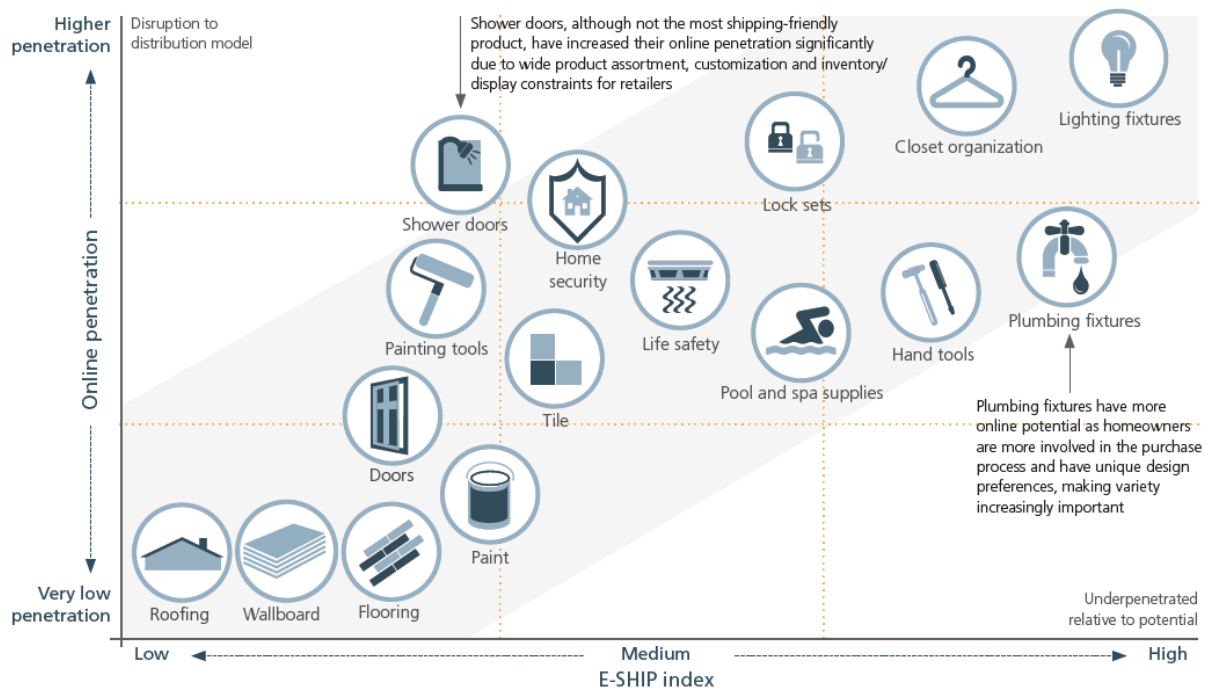 Higher
penetration
Disruption to
distribution model
Shower doors, although not the most shipping-friendly
product, have increased their online penetration significantly
due to wide product assortment, customization and inventory/
display constraints for retailers
Lighting fixtures
Closet organization
Lock sets
Shower doors
Home
security
Online penetration
Painting tools
Life safety
Plumbing fixtures
Hand tools
Pool and spa supplies
Tile
Plumbing fixtures have more
online potential as homeowners
are more involved in the purchase
process and have unique design
preferences, making variety
increasingly important
Doors
Paint
Roofing
Wallboard
Flooring
Very low
penetration
Underpenetrated
relative to potential
Low
Medium
High
E-SHIP index